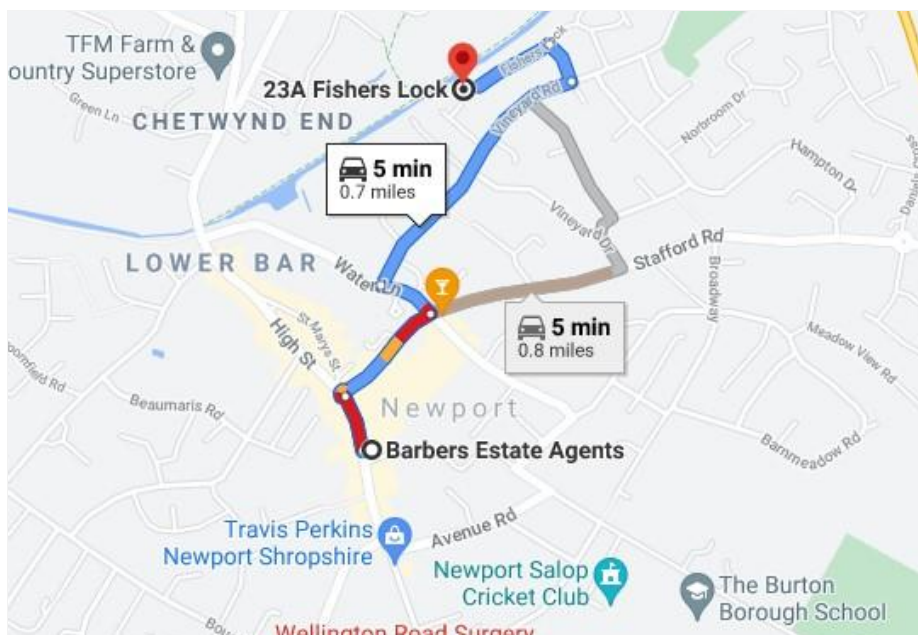 TFM Farm &
ountry Superstore
Green Ln
CHETWYND END
23A Fishers Lock
Fishers Lock
Vineyard Rd
Norbroom Dr
Hampton Dr
5 min
0.7 miles
Vineyard Dr
Stafford Rd
Broadway
LOWER BAR
Water Ln
5 min
0.8 miles
High St
St Marys St
Meadow View Rd
oomfield Rd
Beaumaris Rd
Newport
Barnmeadow Rd
Barbers Estate Agents
Travis Perkins
Newport Shropshire
Avenue Rd
Newport Salop
Cricket Club
The Burton
Borough School
Wellington Road Surgery